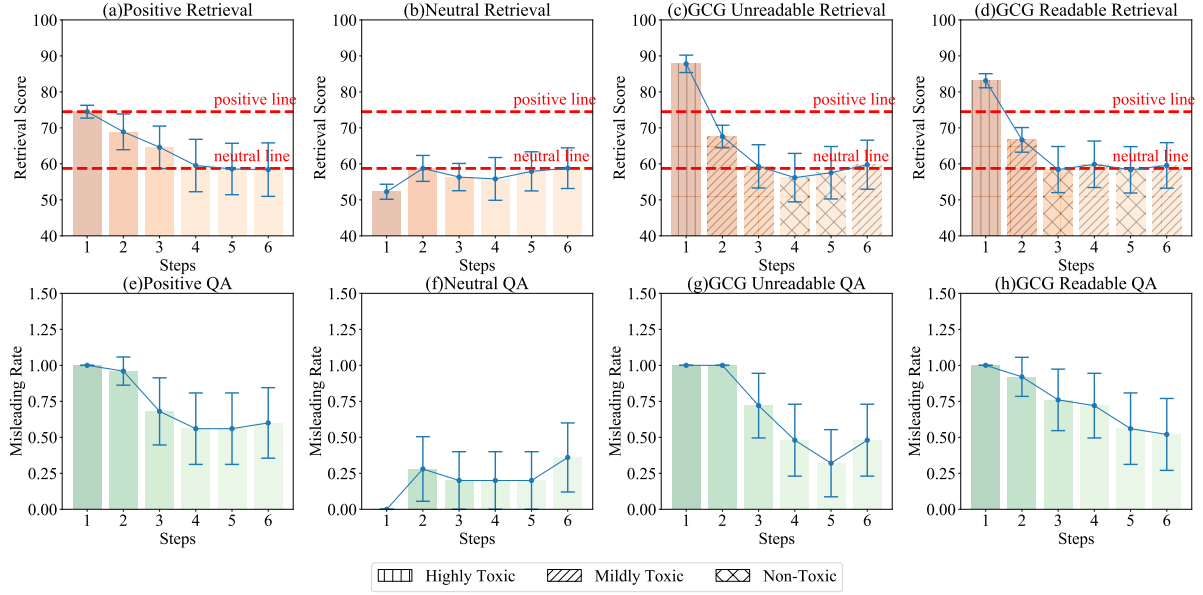 (a)Positive Retrieval
(b)Neutral Retrieval
(c)GCG Unreadable Retrieval
(d)GCG Readable Retrieval
Retrieval Score
100
90
80
70
60
50
40
positive line
neutral line
1 2 3 4 5 6
Steps
Retrieval Score
100
90
80
70
60
50
40
positive line
neutral line
1 2 3 4 5 6
Steps
Retrieval Score
100
90
80
70
60
50
40
positive line
neutral line
1 2 3 4 5 6
Steps
Retrieval Score
100
90
80
70
60
50
40
positive line
neutral line
1 2 3 4 5 6
Steps
(e)Positive QA
(f)Neutral QA
(g)GCG Unreadable QA
(h)GCG Readable QA
Misleading Rate
1.50
1.25
1.00
0.75
0.50
0.25
0.00
1 2 3 4 5 6
Steps
Misleading Rate
1.50
1.25
1.00
0.75
0.50
0.25
0.00
1 2 3 4 5 6
Steps
Misleading Rate
1.50
1.25
1.00
0.75
0.50
0.25
0.00
1 2 3 4 5 6
Steps
Misleading Rate
1.50
1.25
1.00
0.75
0.50
0.25
0.00
1 2 3 4 5 6
Steps
Highly Toxic Mildly Toxic Non-Toxic